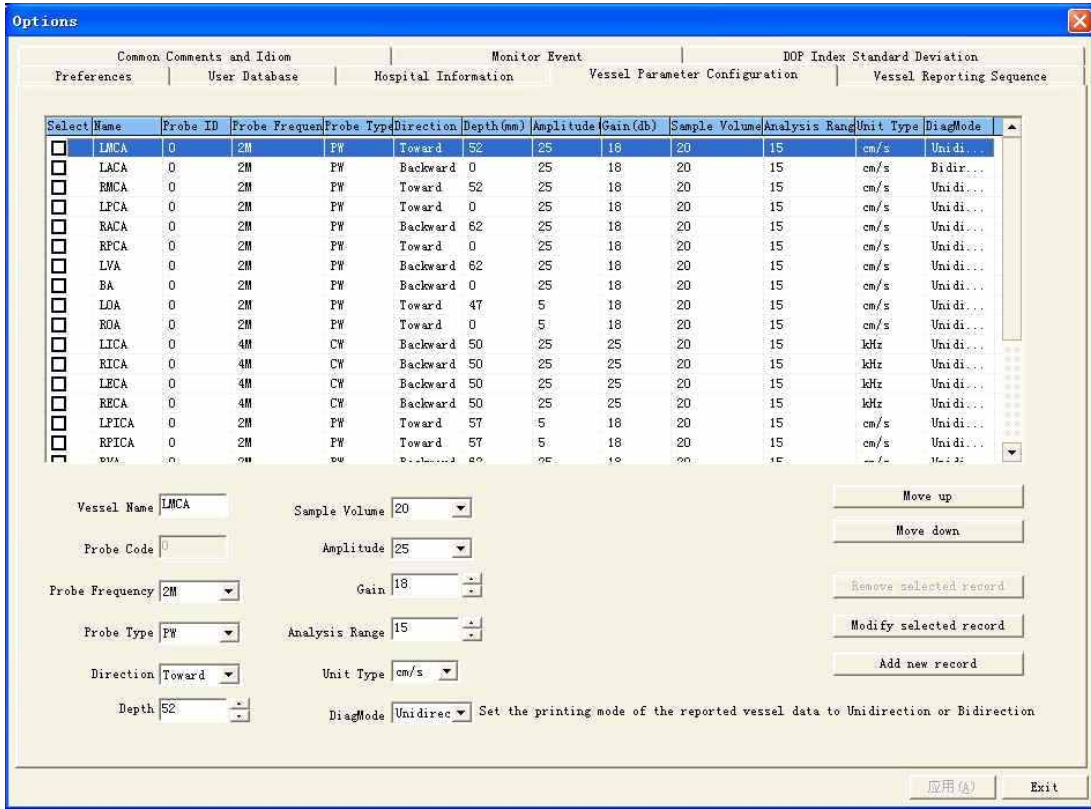 Options
Common Comments and Idiom Monitor Event DOP Index Standard Deviation
Preferences User Database Hospital Information Vessel Parameter Configuration Vessel Reporting Sequence
Select Name Probe ID Probe Frequen Probe Type Direction Depth(mm) Amplitude Gain(db) Sample Volume Analysis Rang Unit Type DiagMode
LMCA 0 2M PW Toward 52 25 18 20 15 cm/s Unidi...
LACA 0 2M PW Backward 0 25 18 20 15 cm/s Bidir...
RMCA 0 2M PW Toward 52 25 18 20 15 cm/s Unidi...
LPCA 0 2M PW Toward 0 25 18 20 15 cm/s Unidi...
RACA 0 2M PW Backward 62 25 18 20 15 cm/s Unidi...
RPCA 0 2M PW Toward 0 25 18 20 15 cm/s Unidi...
LVA 0 2M PW Backward 62 25 18 20 15 cm/s Unidi...
BA 0 2M PW Backward 0 25 18 20 15 cm/s Unidi...
LOA 0 2M PW Toward 47 5 18 20 15 cm/s Unidi...
ROA 0 2M PW Toward 0 5 18 20 15 cm/s Unidi...
LICA 0 4M CW Backward 50 25 25 20 15 kHz Unidi...
RICA 0 4M CW Backward 50 25 25 20 15 kHz Unidi...
LECA 0 4M CW Backward 50 25 25 20 15 kHz Unidi...
RECA 0 4M CW Backward 50 25 25 20 15 kHz Unidi...
LPICA 0 2M PW Toward 57 5 18 20 15 cm/s Unidi...
RPICA 0 2M PW Toward 57 5 18 20 15 cm/s Unidi...
Vessel Name LMCA Sample Volume 20 Move up
Probe Code 0 Amplitude 25 Move down
Probe Frequency 2M Gain 18 Remove selected record
Probe Type PW Analysis Range 15 Modify selected record
Direction Toward Unit Type cm/s Add new record
Depth 52 DiagMode Unidirec Set the printing mode of the reported vessel data to Unidirection or Bidirection
应用(A) Exit